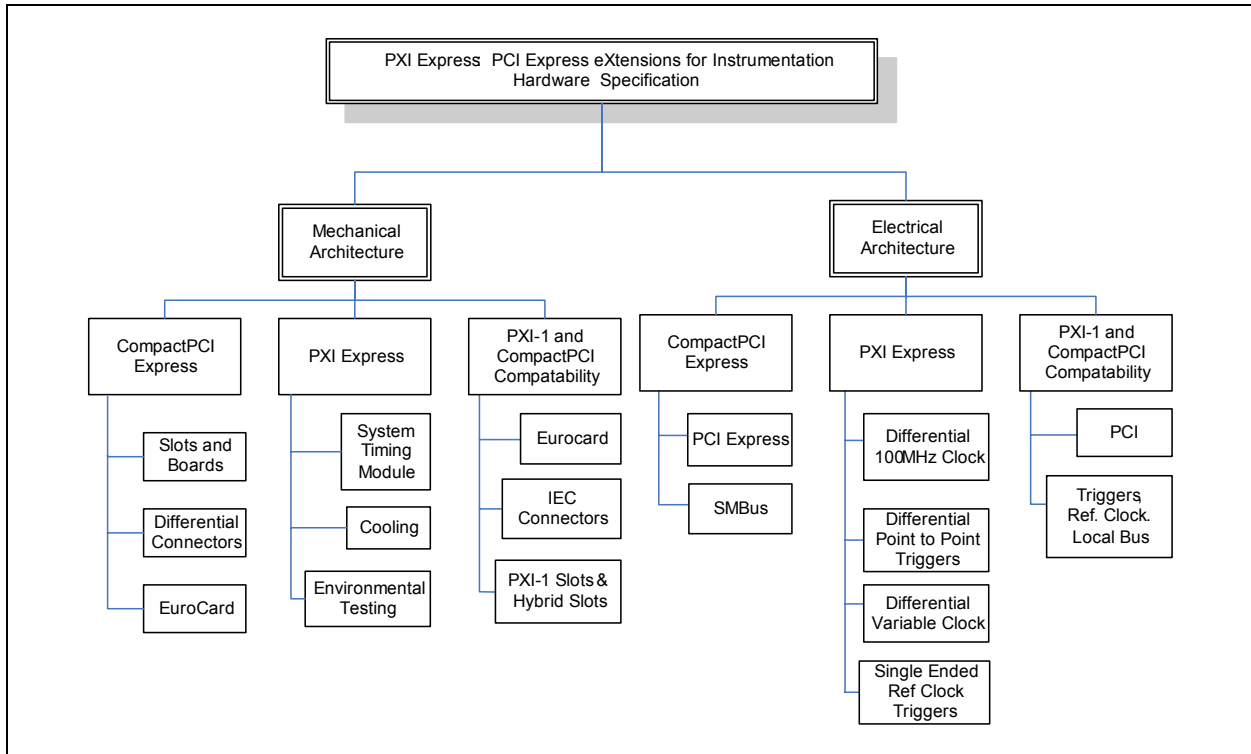 PXI Express: PCI Express eXtensions for Instrumentation
Hardware Specification
Mechanical
Architecture
Electrical
Architecture
CompactPCI
Express
PXI Express
PXI-1 and
CompactPCI
Compatability
CompactPCI
Express
PXI Express
PXI-1 and
CompactPCI
Compatability
Slots and
Boards
Differential
Connectors
EuroCard
System
Timing
Module
Cooling
Environmental
Testing
Eurocard
IEC
Connectors
PXI-1 Slots &
Hybrid Slots
PCI Express
SMBus
Differential
100MHz Clock
Differential
Point to Point
Triggers
Differential
Variable Clock
Single Ended
Ref Clock
Triggers
PCI
Triggers,
Ref. Clock.
Local Bus